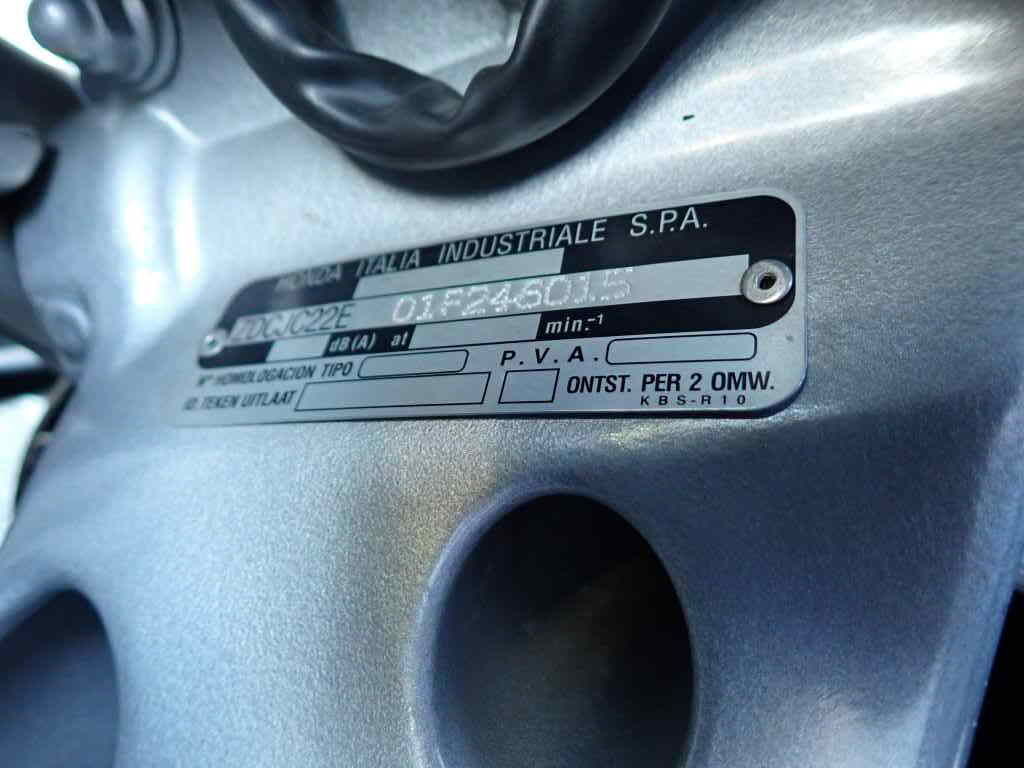 HONDA ITALIA INDUSTRIALE S.P.A.
ZDCJC22E 01F246015
dB(A) at min.-1
Nº HOMOLOGACION TIPO P.V.A.
ID. TEKEN UITLAAT ONTST. PER 2 OMW.
KBS-R10